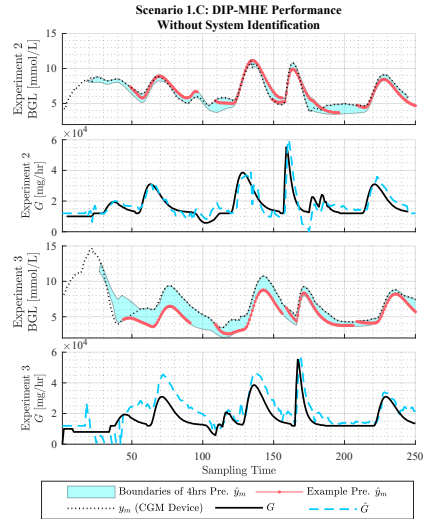 Scenario 1.C: DIP-MHE Performance
Without System Identification
Experiment 2
BGL [mmol/L]
15
10
5
Experiment 2
G [mg/hr]
×10⁴
6
4
2
0
Experiment 3
BGL [mmol/L]
15
10
5
Experiment 3
G [mg/hr]
×10⁴
6
4
2
0
50
100
150
200
250
Sampling Time
Boundaries of 4hrs Pre. ŷₘ
Example Pre. ŷₘ
yₘ (CGM Device)
G
Ĝ